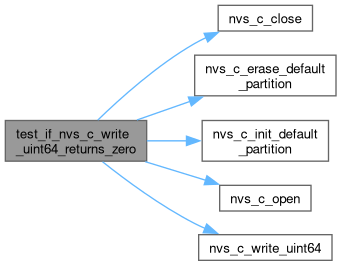 test_if_nvs_c_write
_uint64_returns_zero
nvs_c_close
nvs_c_erase_default
_partition
nvs_c_init_default
_partition
nvs_c_open
nvs_c_write_uint64